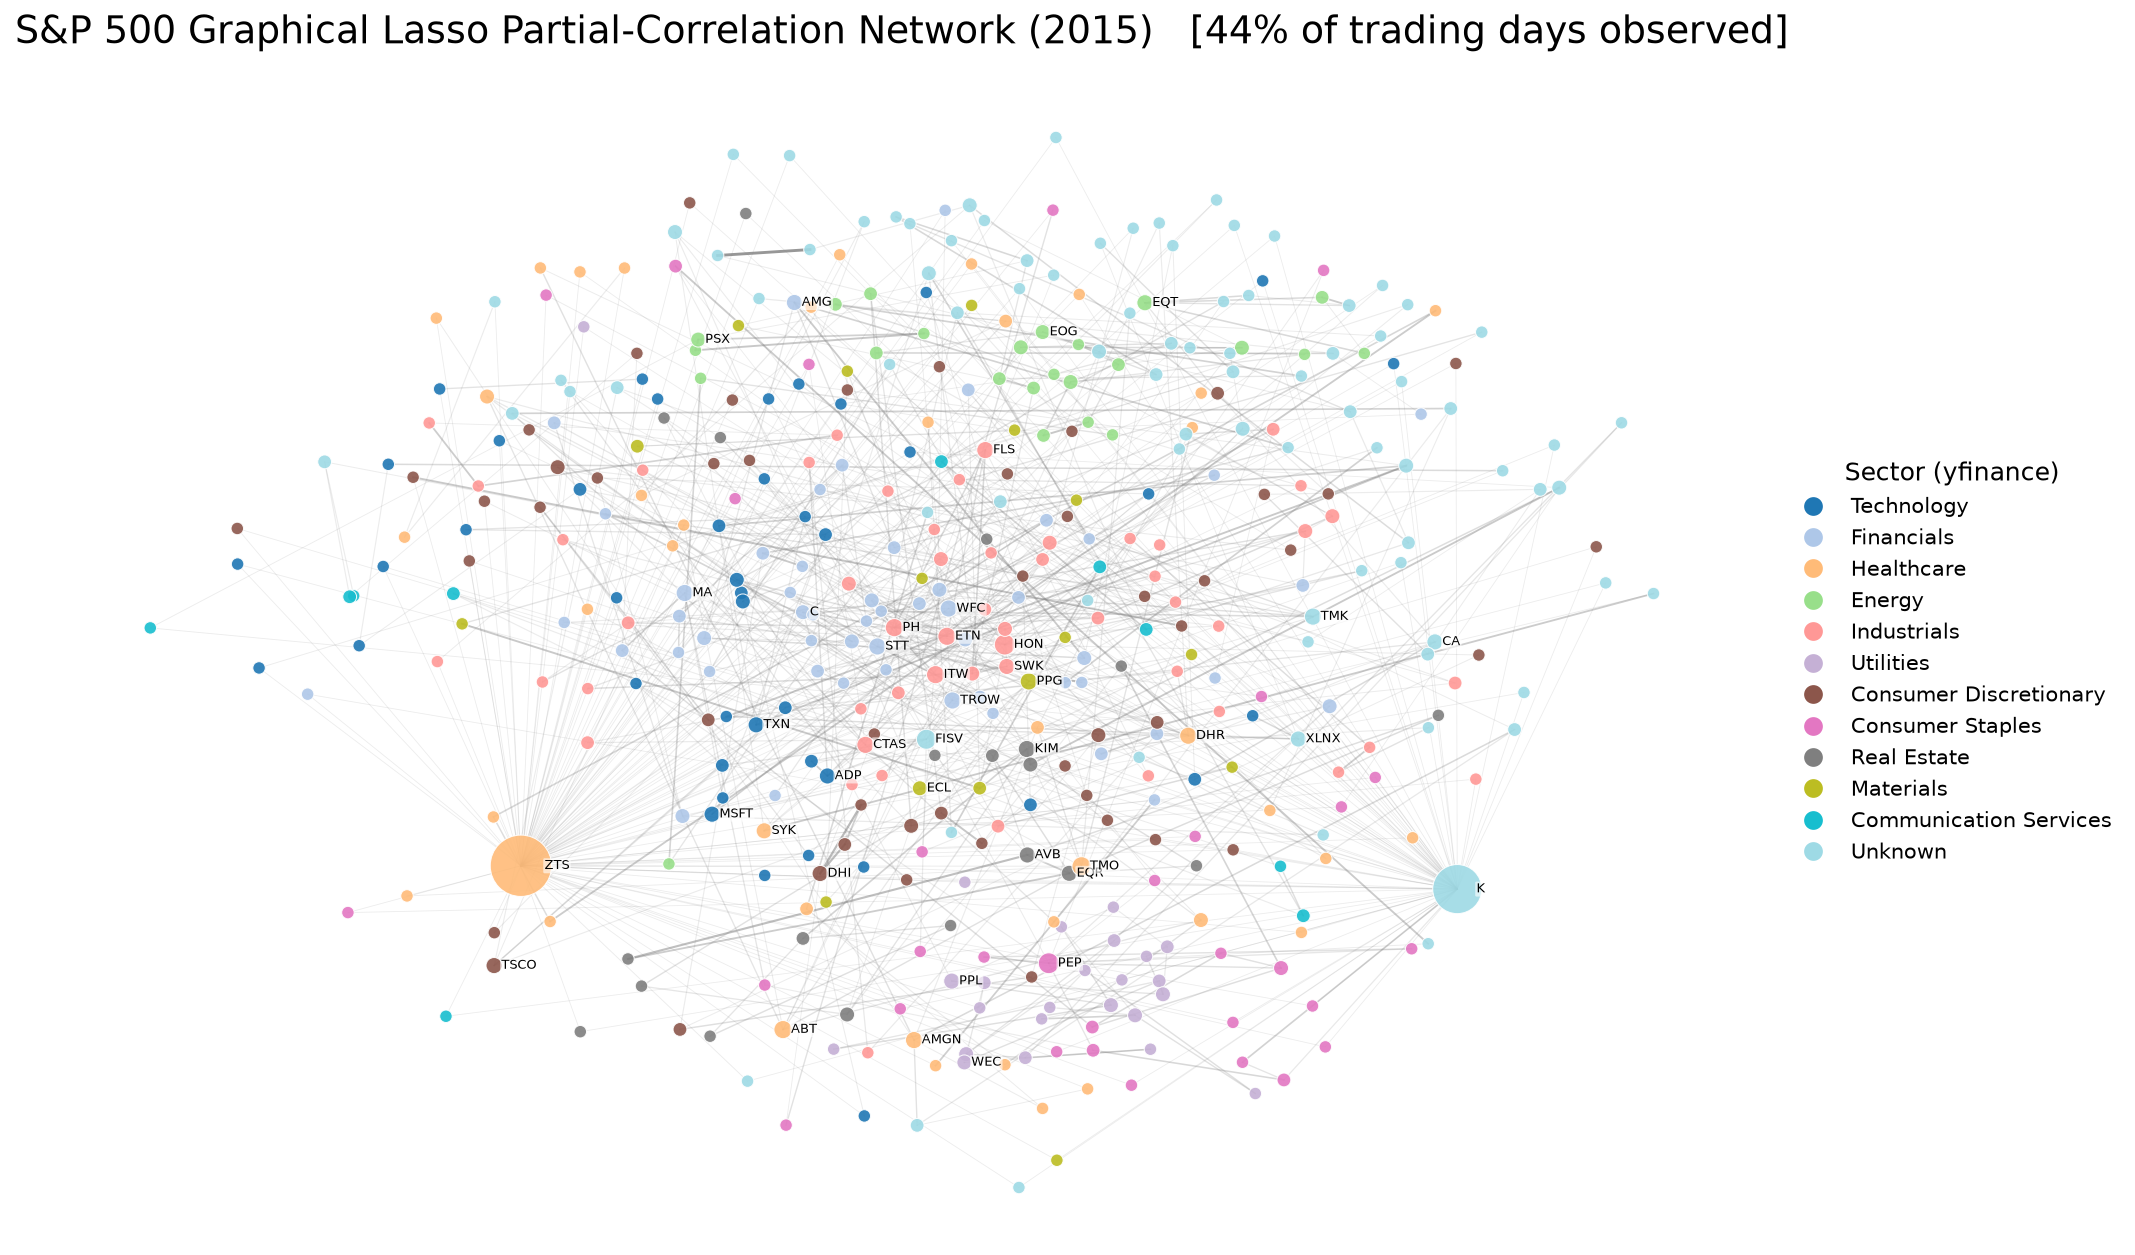 S&P 500 Graphical Lasso Partial-Correlation Network (2015)   [44% of trading days observed]
AMG
EQT
PSX
EOG
FLS
MA
C
WFC
TMK
PH
ETN
STT
HON
CA
SWK
ITW
PPG
TROW
TXN
CTAS
FISV
KIM
DHR
XLNX
ADP
ECL
MSFT
SYK
AVB
ZTS
TMO
DHI
EQR
K
TSCO
PEP
PPL
ABT
AMGN
WEC
Sector (yfinance)
Technology
Financials
Healthcare
Energy
Industrials
Utilities
Consumer Discretionary
Consumer Staples
Real Estate
Materials
Communication Services
Unknown